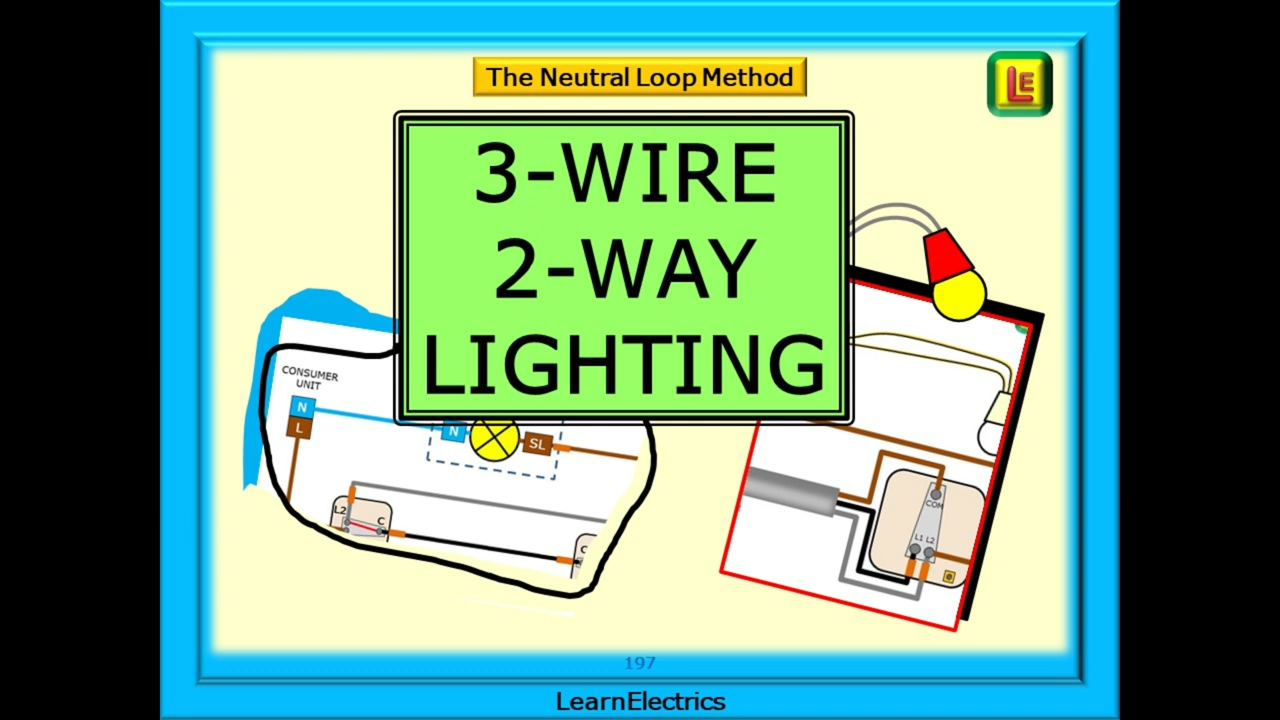 The Neutral Loop Method
LE
3-WIRE
2-WAY
LIGHTING
CONSUMER
UNIT
N
L
N
SL
L2
C
C
COM
L1 L2
e
197
LearnElectrics